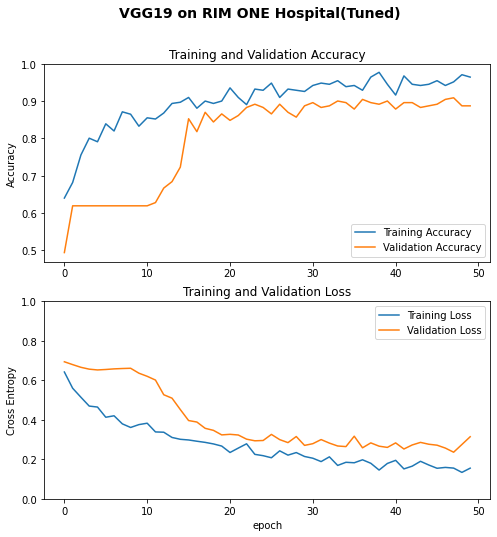 VGG19 on RIM ONE Hospital(Tuned)
Training and Validation Accuracy
1.0
0.9
0.8
0.7
0.6
0.5
Accuracy
Training Accuracy
Validation Accuracy
0 10 20 30 40 50
Training and Validation Loss
1.0
0.8
0.6
0.4
0.2
0.0
Cross Entropy
Training Loss
Validation Loss
0 10 20 30 40 50
epoch